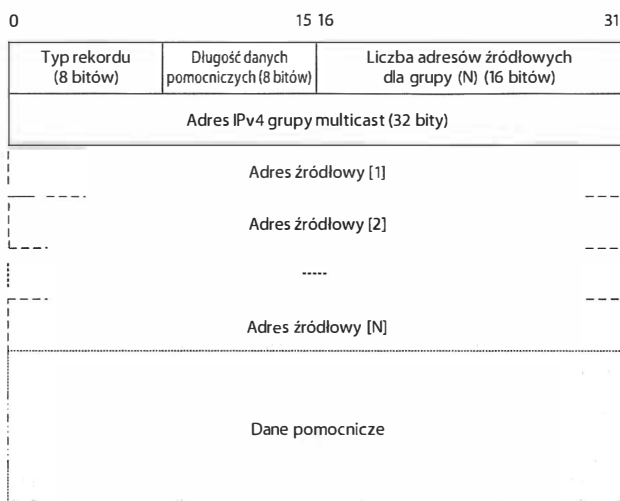 0 15 16 31
Typ rekordu Długość danych Liczba adresów źródłowych
(8 bitów) pomocniczych (8 bitów) dla grupy (N) (16 bitów)
Adres IPv4 grupy multicast (32 bity)
Adres źródłowy [1]
Adres źródłowy [2]
.....
Adres źródłowy [N]
Dane pomocnicze